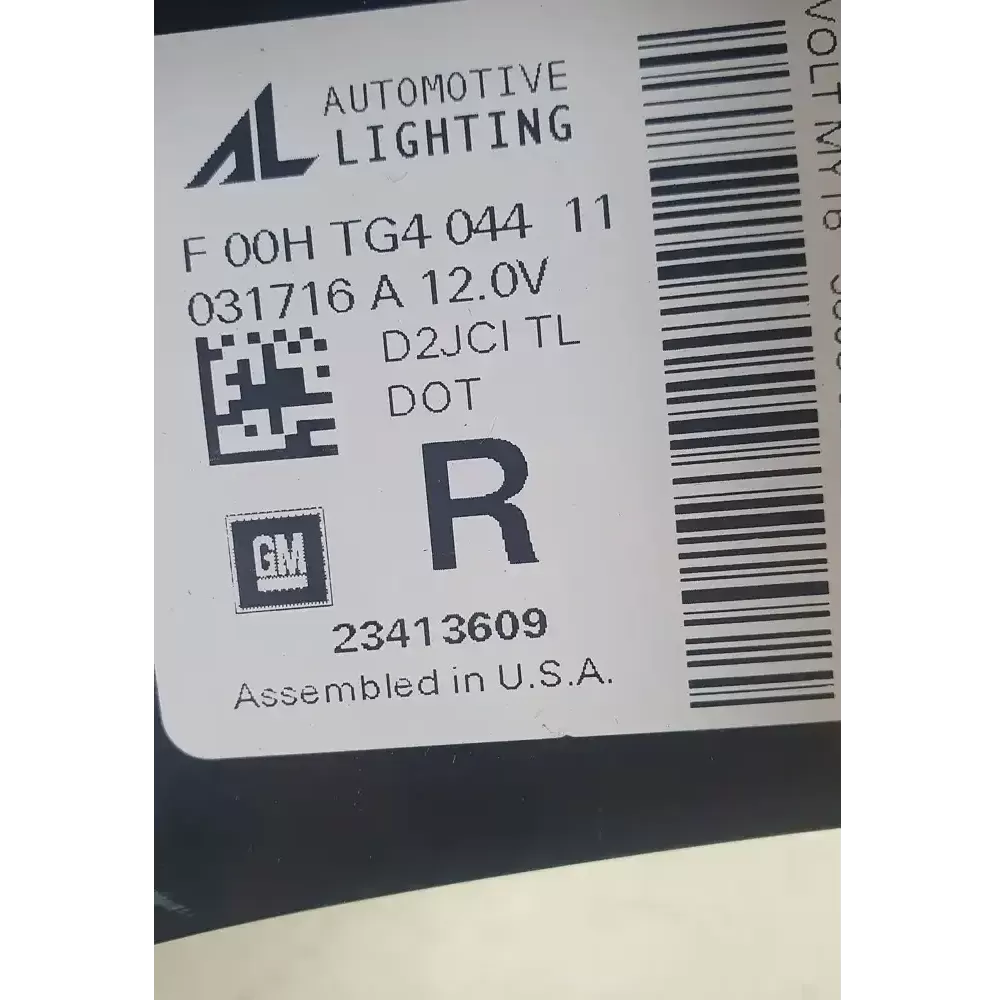 AUTOMOTIVE
LIGHTING
F 00H TG4 044 11
031716 A 12.0V
D2JCI TL
DOT
R
GM
23413609
Assembled in U.S.A.
VOLT MY16